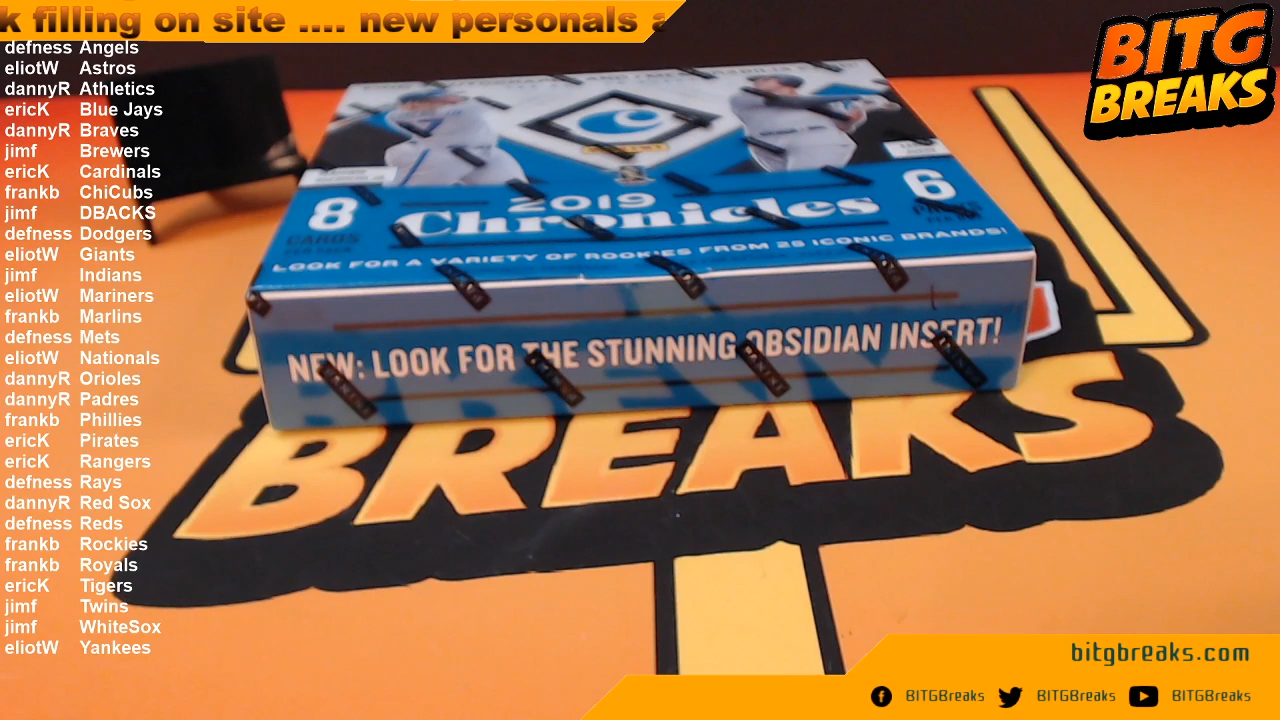 k filling on site .... new personals a
BITG
BREAKS
defness Angels
eliotW Astros
dannyR Athletics
ericK Blue Jays
dannyR Braves
jimf Brewers
ericK Cardinals
frankb ChiCubs
jimf DBACKS
defness Dodgers
eliotW Giants
jimf Indians
eliotW Mariners
frankb Marlins
defness Mets
eliotW Nationals
dannyR Orioles
dannyR Padres
frankb Phillies
ericK Pirates
ericK Rangers
defness Rays
dannyR Red Sox
defness Reds
frankb Rockies
frankb Royals
ericK Tigers
jimf Twins
jimf WhiteSox
eliotW Yankees
PANINI
8
CARDS
2019
Chronicles
6
PACKS
LOOK FOR A VARIETY OF ROOKIES FROM 28 ICONIC BRANDS!
NEW: LOOK FOR THE STUNNING OBSIDIAN INSERT!
BREAKS
bitgbreaks.com
BITGBreaks BITGBreaks BITGBreaks